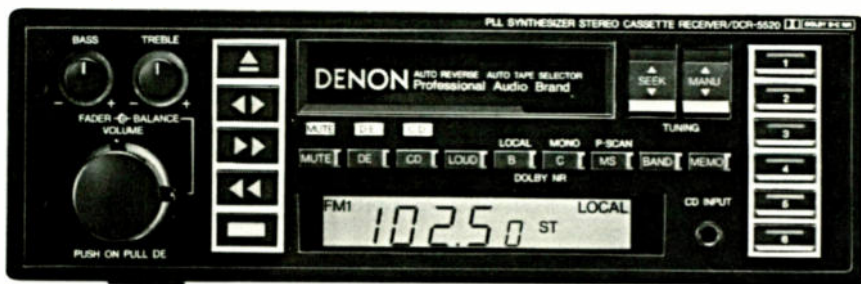 PLL SYNTHESIZER STEREO CASSETTE RECEIVER/DCR-5520 DOLBY B-C NR
BASS TREBLE
- + - +
FADER BALANCE
VOLUME
PUSH ON PULL DE
DENON AUTO REVERSE AUTO TAPE SELECTOR
Professional Audio Brand
SEEK MANU
TUNING
MUTE DE CD
LOCAL MONO P-SCAN
MUTE DE CD LOUD B C MS BAND MEMO
DOLBY NR
FM1 102.50 ST LOCAL
CD INPUT
1
2
3
4
5
6